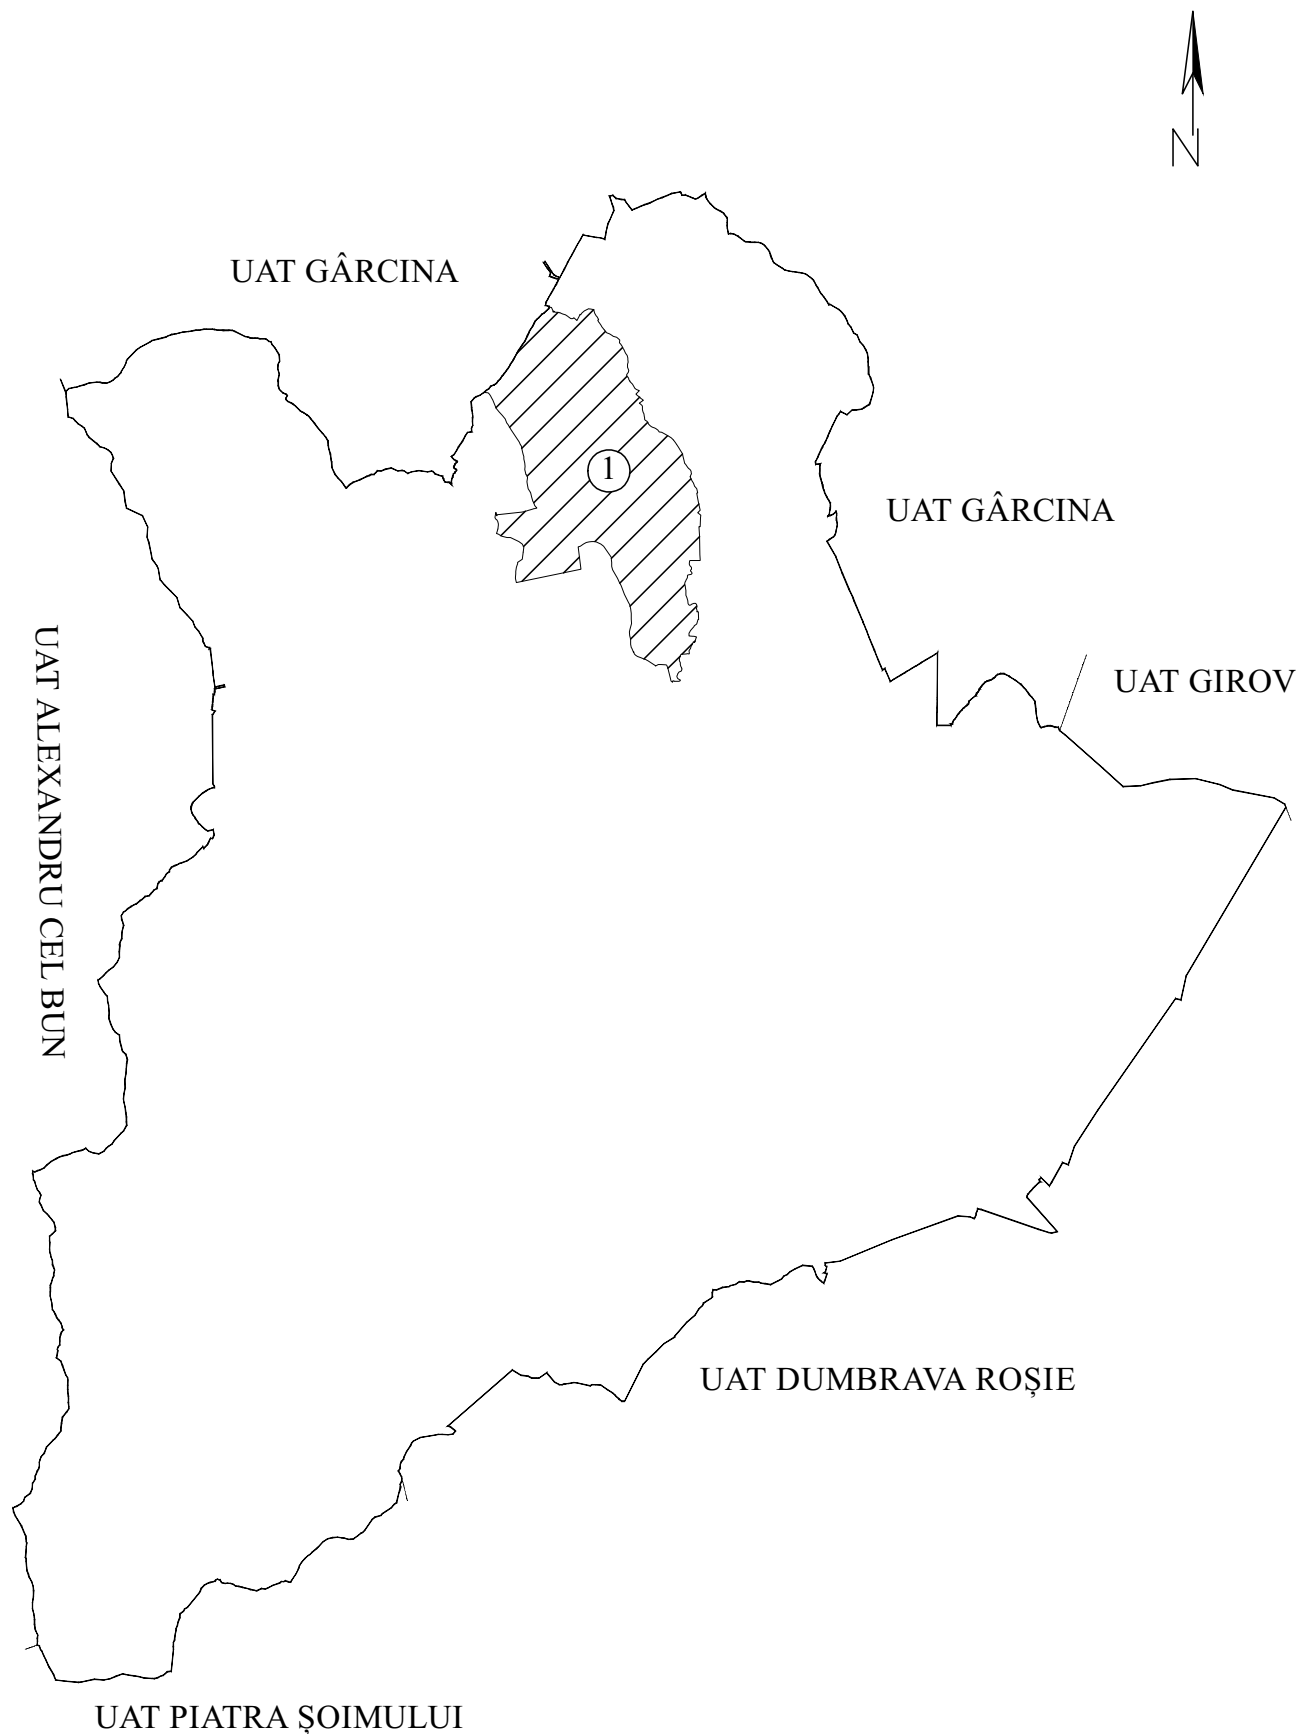 N
UAT GÂRCINA
1
UAT GÂRCINA
UAT GIROV
UAT ALEXANDRU CEL BUN
UAT DUMBRAVA ROȘIE
UAT PIATRA ȘOIMULUI